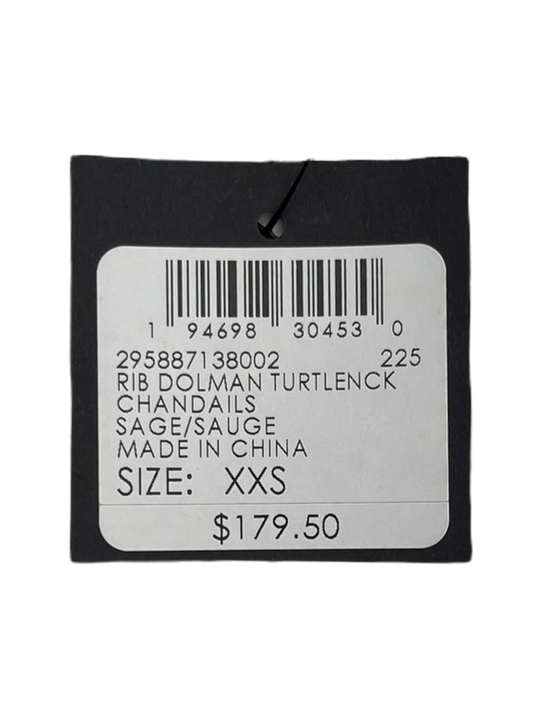 1 94698 30453 0
295887138002 225
RIB DOLMAN TURTLENCK
CHANDAILS
SAGE/SAUGE
MADE IN CHINA
SIZE: XXS
$179.50